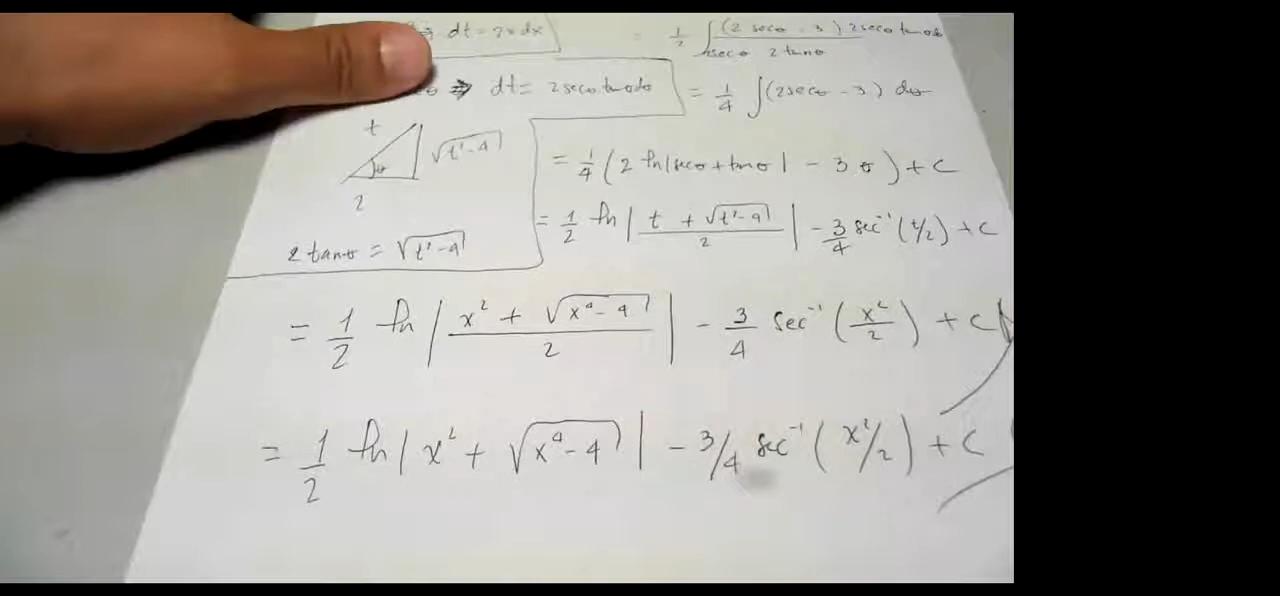 dt = 2x dx
= 1/2 ∫ (2 secθ - 3) 2 secθ tanθ / secθ 2 tanθ
⇒ dt = 2 secθ tanθ dθ
= 1/4 ∫ (2 secθ - 3) dθ
t
√(t² - 4)
θ
2
= 1/4 (2 ln|secθ + tanθ| - 3θ) + C
2 tanθ = √(t² - 4)
= 1/2 ln| (t + √(t² - 4)) / 2 | - 3/4 sec⁻¹(t/2) + C
= 1/2 ln| (x² + √(x⁴ - 4)) / 2 | - 3/4 sec⁻¹(x²/2) + C
= 1/2 ln| x² + √(x⁴ - 4) | - 3/4 sec⁻¹(x²/2) + C